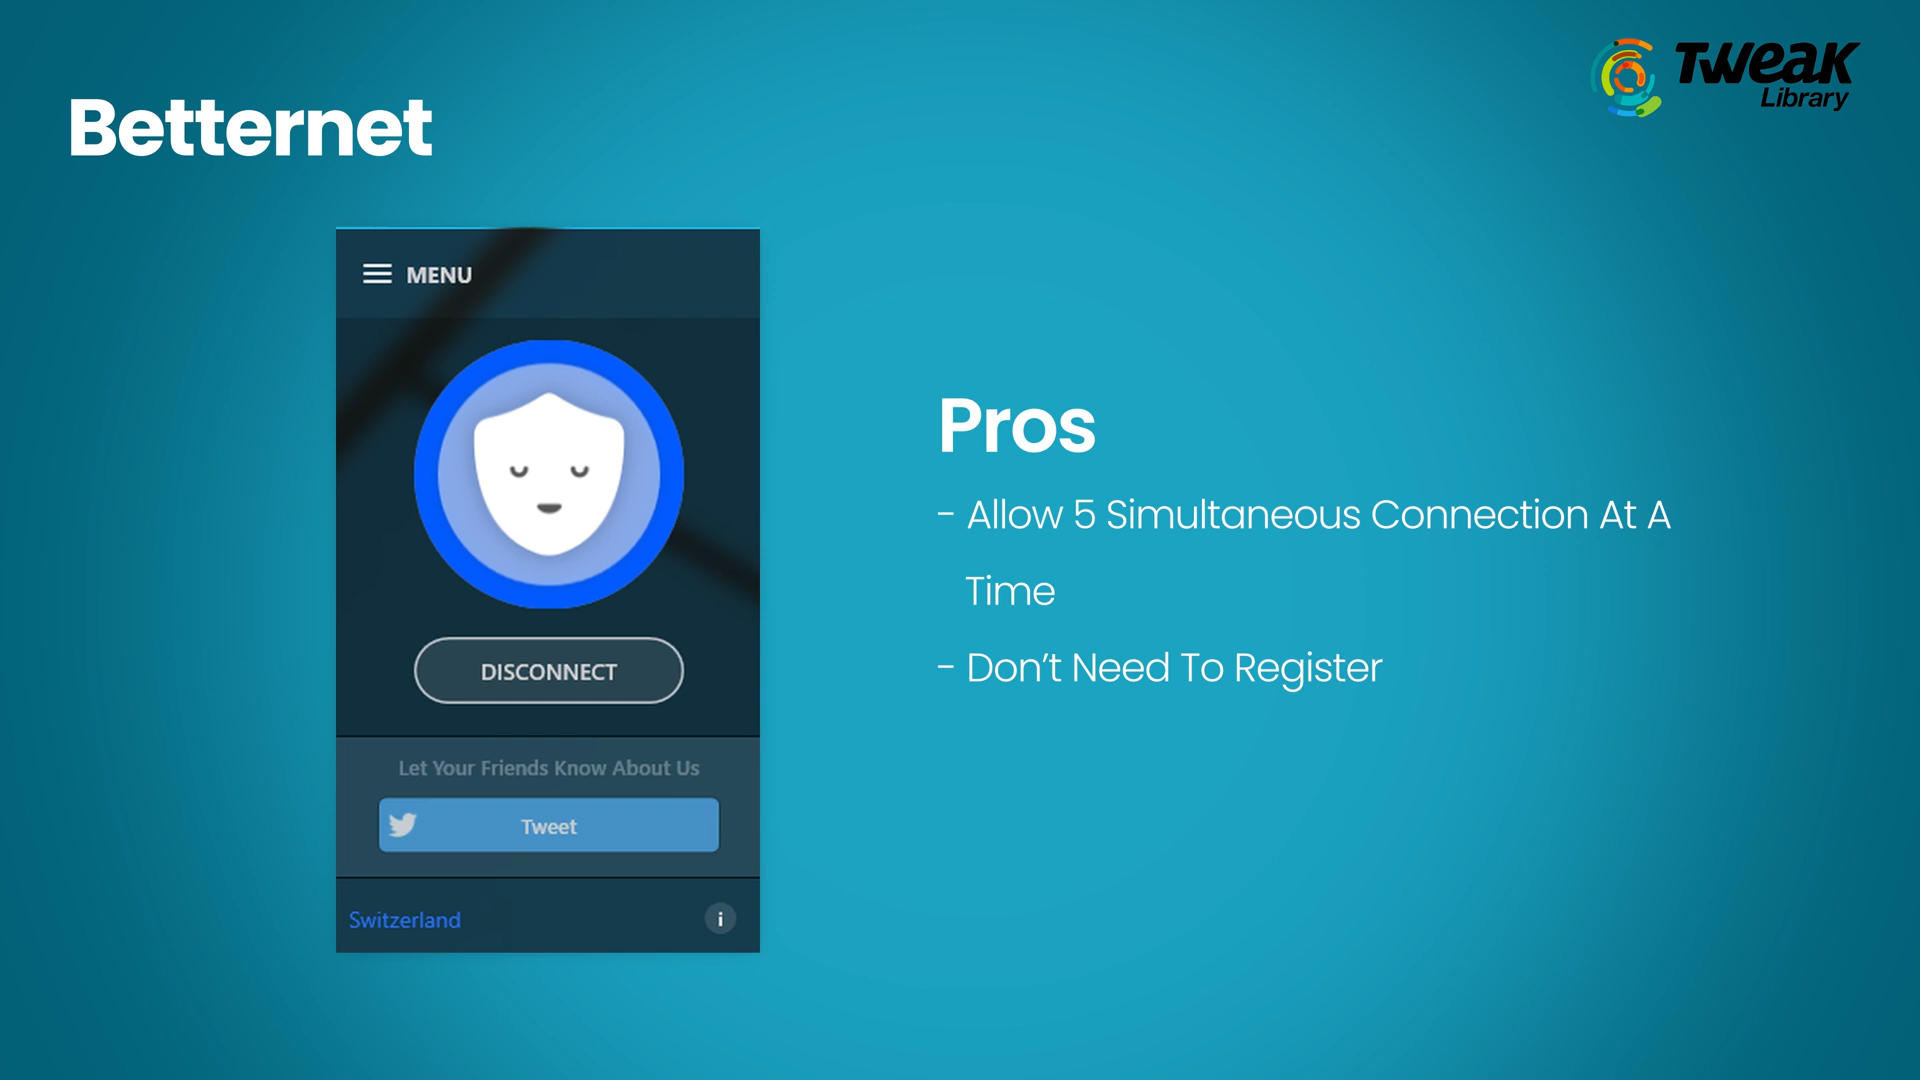 Tweak
Library
Betternet
MENU
DISCONNECT
Let Your Friends Know About Us
Tweet
Switzerland
i
Pros
- Allow 5 Simultaneous Connection At A
Time
- Don't Need To Register